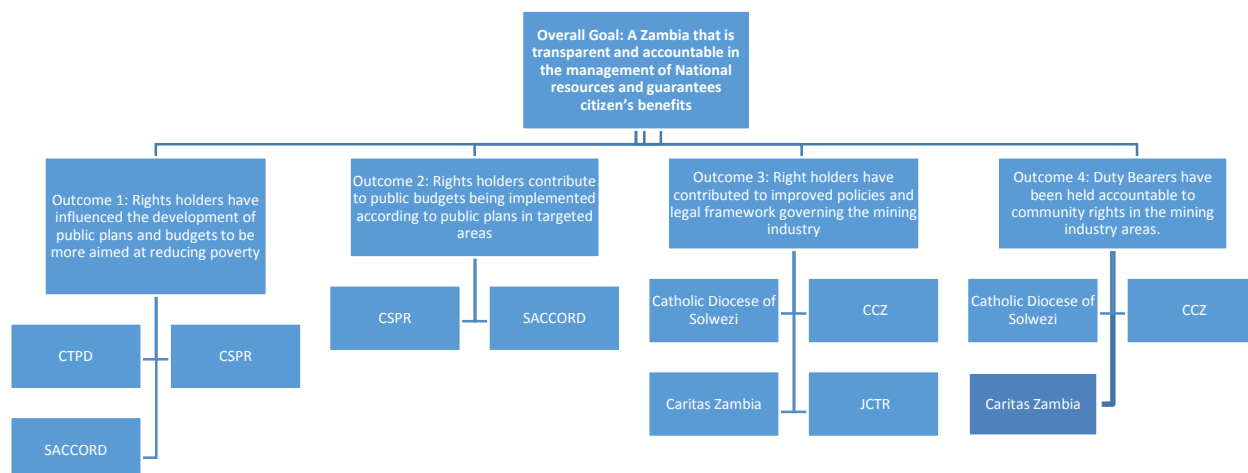 Overall Goal: A Zambia that is
transparent and accountable in
the management of National
resources and guarantees
citizen's benefits
Outcome 1: Rights holders have
influenced the development of
public plans and budgets to be
more aimed at reducing poverty
CTPD
CSPR
SACCORD
Outcome 2: Rights holders contribute
to public budgets being implemented
according to public plans in targeted
areas
CSPR
SACCORD
Outcome 3: Right holders have
contributed to improved policies and
legal framework governing the mining
industry
Catholic Diocese of
Solwezi
CCZ
Caritas Zambia
JCTR
Outcome 4: Duty Bearers have
been held accountable to
community rights in the mining
industry areas.
Catholic Diocese of
Solwezi
CCZ
Caritas Zambia